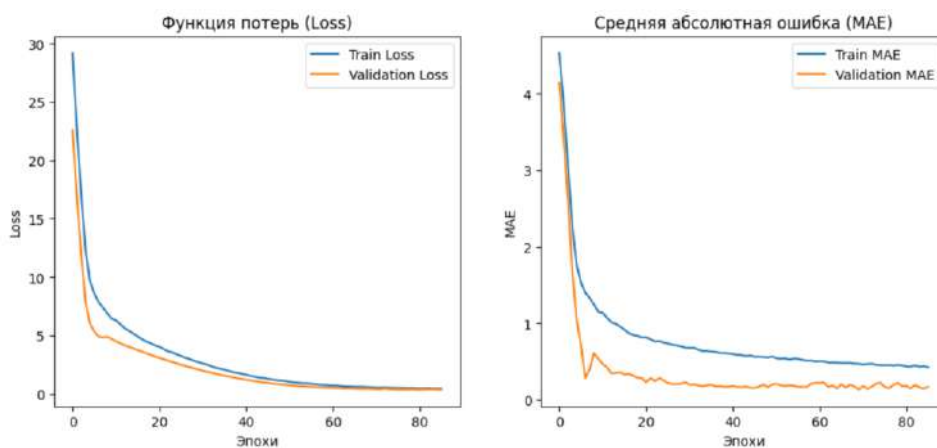 Функция потерь (Loss)
30
25
20
15
10
5
0
Loss
0
20
40
60
80
Эпохи
Train Loss
Validation Loss
Средняя абсолютная ошибка (MAE)
4
3
2
1
0
MAE
0
20
40
60
80
Эпохи
Train MAE
Validation MAE